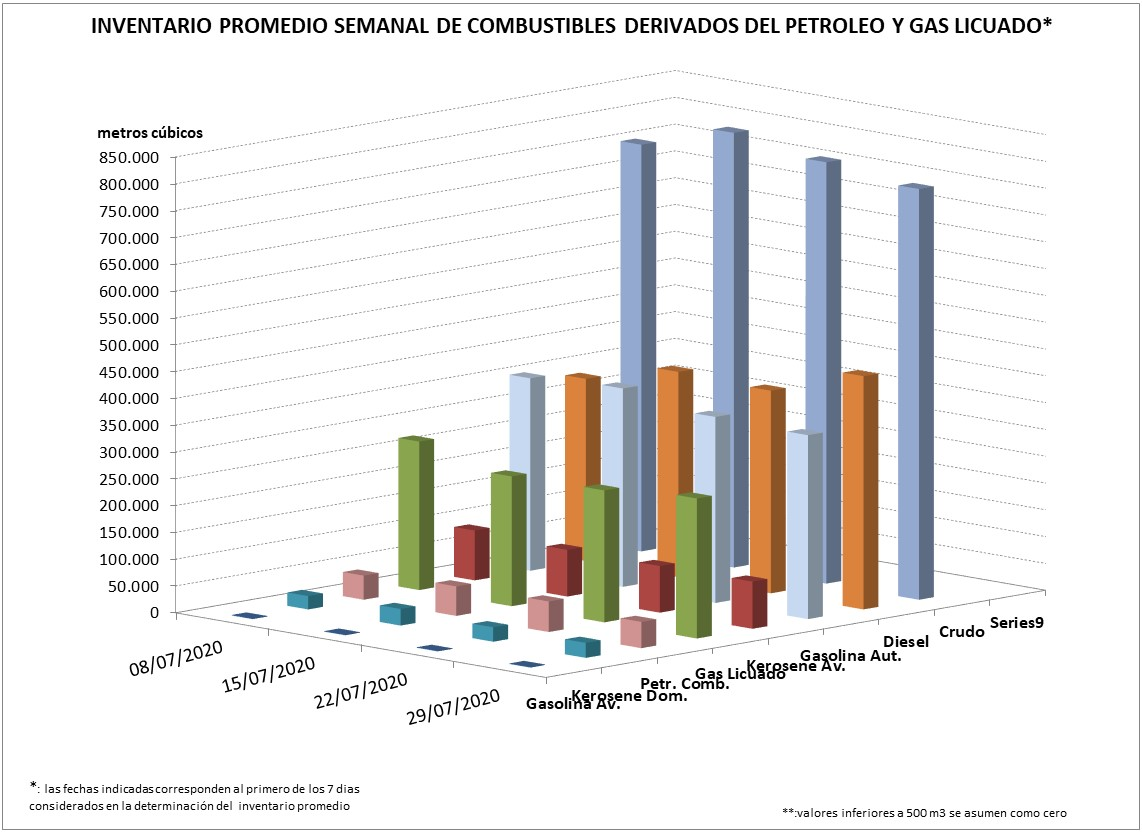 INVENTARIO PROMEDIO SEMANAL DE COMBUSTIBLES DERIVADOS DEL PETROLEO Y GAS LICUADO*
metros cúbicos
850.000
800.000
750.000
700.000
650.000
600.000
550.000
500.000
450.000
400.000
350.000
300.000
250.000
200.000
150.000
100.000
50.000
0
08/07/2020
15/07/2020
22/07/2020
29/07/2020
Gasolina Av.
Kerosene Dom.
Petr. Comb.
Gas Licuado
Kerosene Av.
Gasolina Aut.
Diesel
Crudo
Series9
*: las fechas indicadas corresponden al primero de los 7 dias
considerados en la determinación del inventario promedio
**:valores inferiores a 500 m3 se asumen como cero